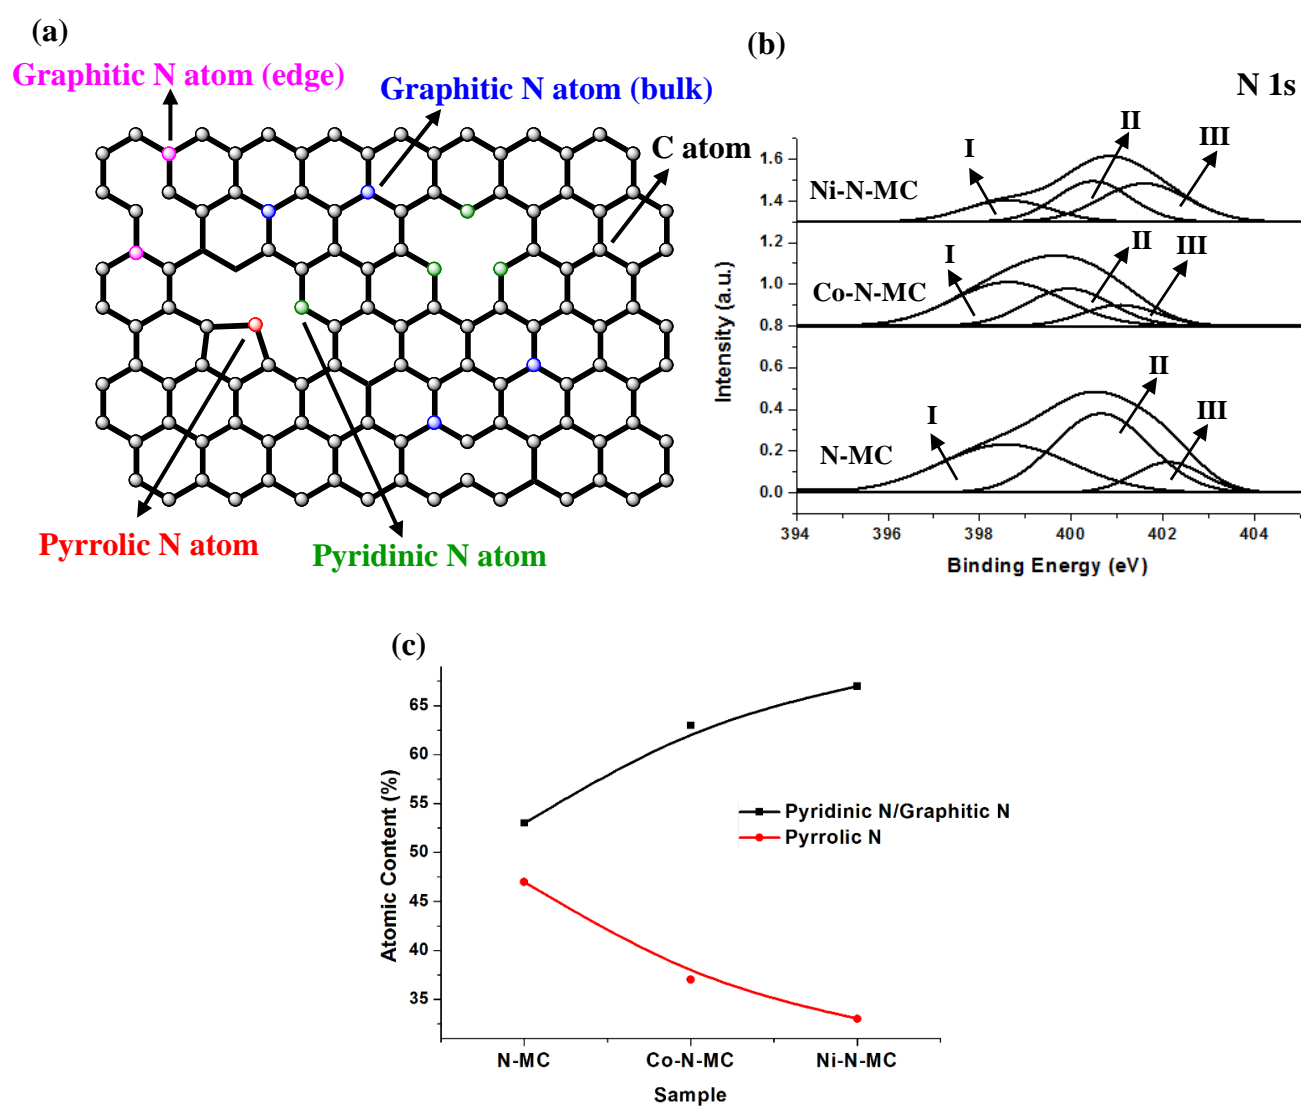 (a)
Graphitic N atom (edge)
Graphitic N atom (bulk)
C atom
Pyrrolic N atom
Pyridinic N atom
(b)
N 1s
Intensity (a.u.)
1.6
1.4
1.2
1.0
0.8
0.6
0.4
0.2
0.0
Ni-N-MC
I
II
III
Co-N-MC
I
II
III
N-MC
I
II
III
394
396
398
400
402
404
Binding Energy (eV)
(c)
Atomic Content (%)
65
60
55
50
45
40
35
Pyridinic N/Graphitic N
Pyrrolic N
N-MC
Co-N-MC
Ni-N-MC
Sample